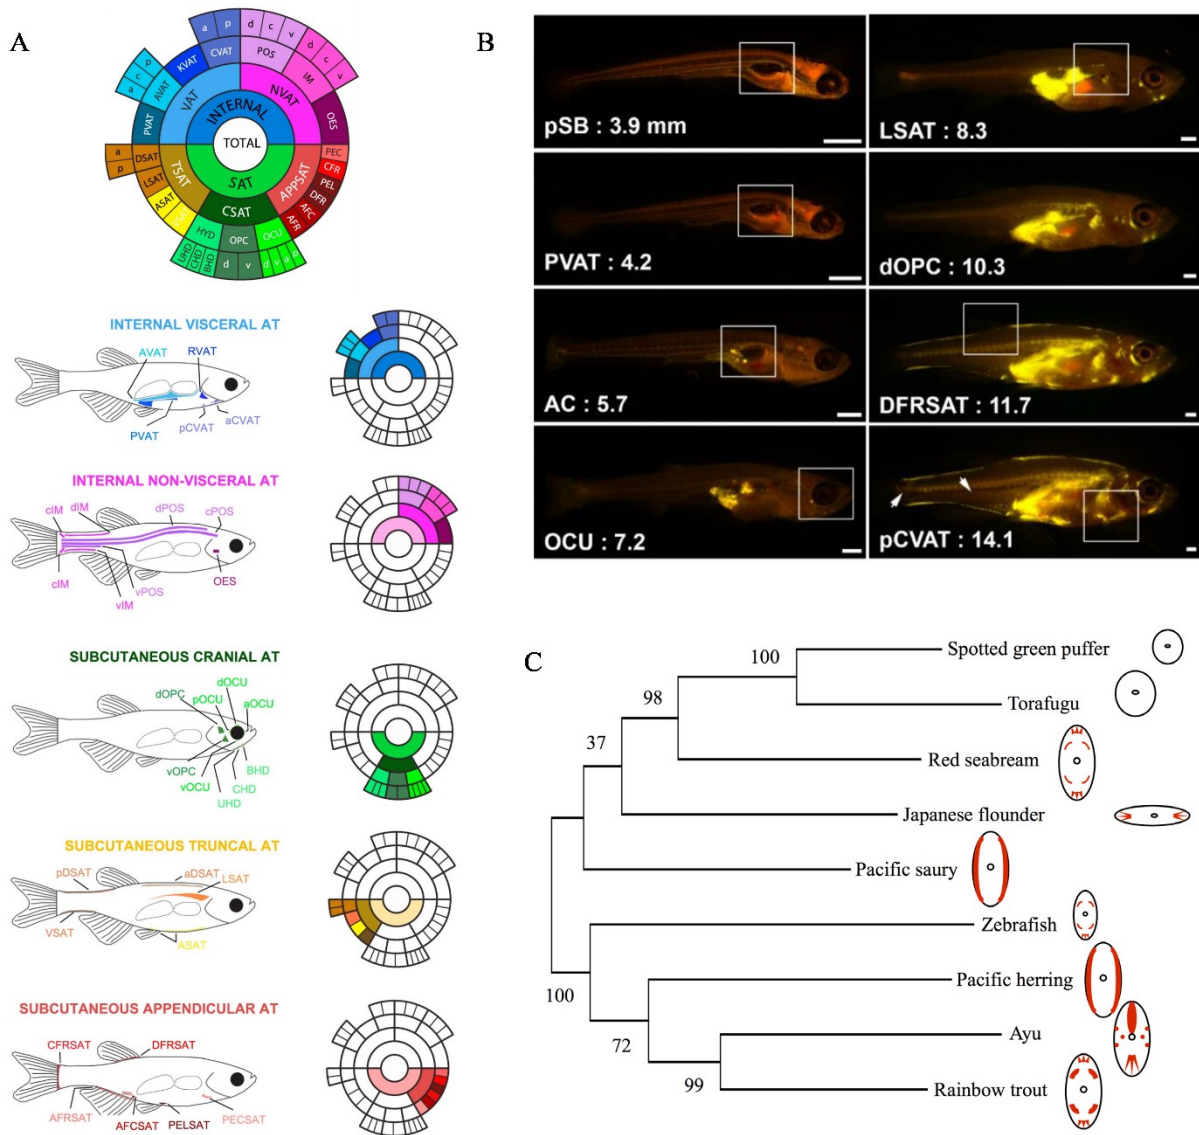 A
TOTAL
INTERNAL
SAT
VAT
NVAT
TSAT
CSAT
APPSAT
PVAT
AVAT
KVAT
CVAT
POS
IM
OES
a
c
p
a
p
d
c
v
d
c
v
PEC
CFR
PEL
DFR
AFC
AFR
OCU
OPC
HYD
d
v
a
p
d
v
BHD
CHD
UHD
ASAT
LSAT
DSAT
a
p
INTERNAL VISCERAL AT
AVAT
RVAT
PVAT
pCVAT
aCVAT
INTERNAL NON-VISCERAL AT
cIM
dIM
dPOS
cPOS
cIM
vIM
vPOS
OES
SUBCUTANEOUS CRANIAL AT
dOPC
pOCU
dOCU
aOCU
vOPC
vOCU
UHD
CHD
BHD
SUBCUTANEOUS TRUNCAL AT
pDSAT
aDSAT
LSAT
VSAT
ASAT
SUBCUTANEOUS APPENDICULAR AT
CFRSAT
DFRSAT
AFRSAT
AFCSAT
PELSAT
PECSAT
B
pSB : 3.9 mm
LSAT : 8.3
PVAT : 4.2
dOPC : 10.3
AC : 5.7
DFRSAT : 11.7
OCU : 7.2
pCVAT : 14.1
C
100
Spotted green puffer
98
Torafugu
37
Red seabream
Japanese flounder
Pacific saury
Zebrafish
100
Pacific herring
72
Ayu
99
Rainbow trout